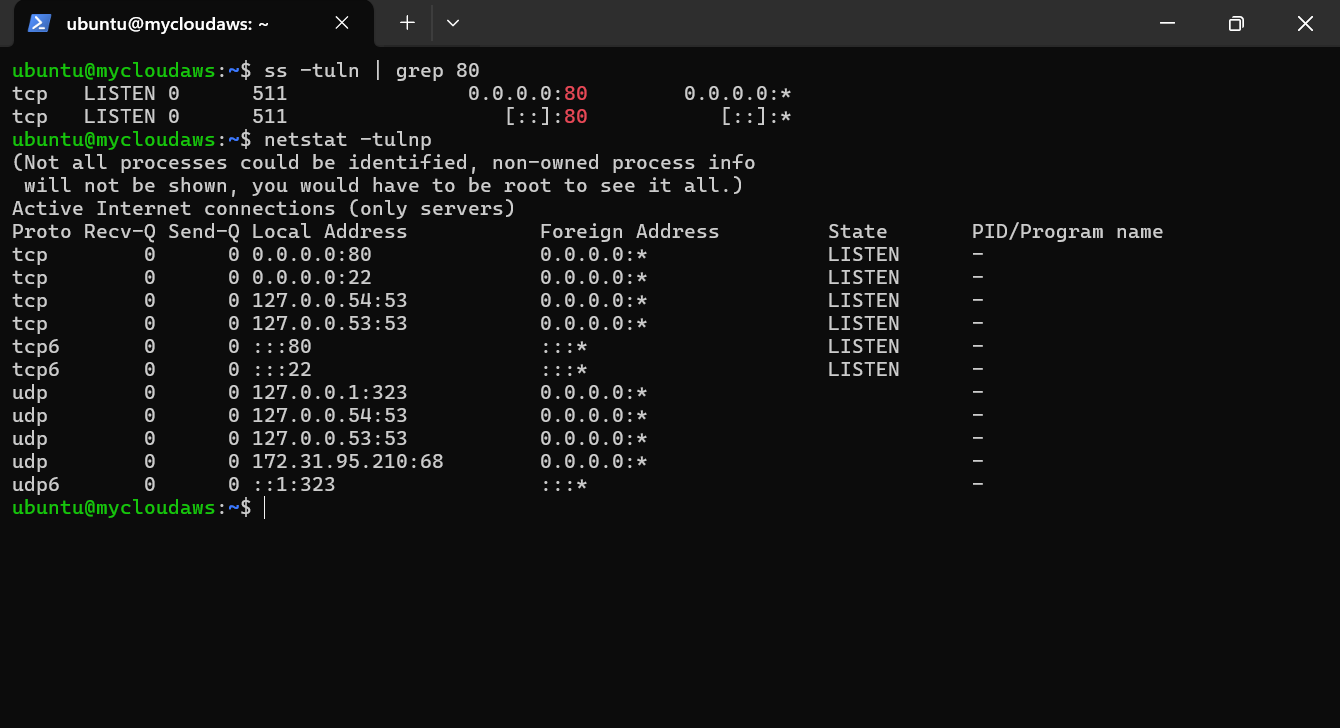 ubuntu@mycloudaws: ~
ubuntu@mycloudaws:~$ ss -tuln | grep 80
tcp   LISTEN 0      511               0.0.0.0:80        0.0.0.0:*
tcp   LISTEN 0      511                  [::]:80           [::]:*
ubuntu@mycloudaws:~$ netstat -tulnp
(Not all processes could be identified, non-owned process info
 will not be shown, you would have to be root to see it all.)
Active Internet connections (only servers)
Proto Recv-Q Send-Q Local Address           Foreign Address         State       PID/Program name
tcp        0      0 0.0.0.0:80              0.0.0.0:*               LISTEN      -
tcp        0      0 0.0.0.0:22              0.0.0.0:*               LISTEN      -
tcp        0      0 127.0.0.54:53           0.0.0.0:*               LISTEN      -
tcp        0      0 127.0.0.53:53           0.0.0.0:*               LISTEN      -
tcp6       0      0 :::80                   :::*                    LISTEN      -
tcp6       0      0 :::22                   :::*                    LISTEN      -
udp        0      0 127.0.0.1:323           0.0.0.0:*                           -
udp        0      0 127.0.0.54:53           0.0.0.0:*                           -
udp        0      0 127.0.0.53:53           0.0.0.0:*                           -
udp        0      0 172.31.95.210:68        0.0.0.0:*                           -
udp6       0      0 ::1:323                 :::*                                -
ubuntu@mycloudaws:~$